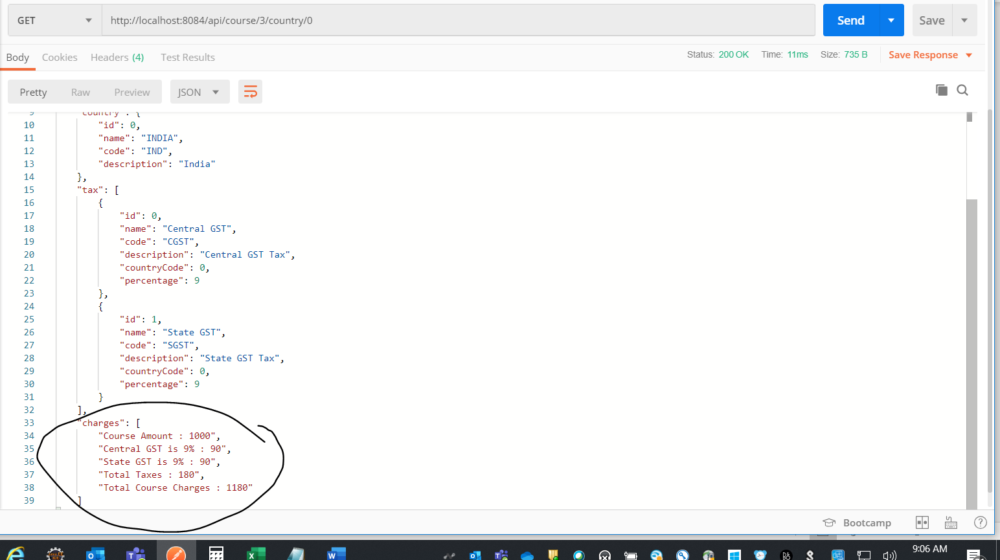 GET
http://localhost:8084/api/course/3/country/0
Send
Save
Body Cookies Headers (4) Test Results
Status: 200 OK Time: 11ms Size: 735 B Save Response
Pretty Raw Preview JSON
9 "country": {
10 "id": 0,
11 "name": "INDIA",
12 "code": "IND",
13 "description": "India"
14 },
15 "tax": [
16 {
17 "id": 0,
18 "name": "Central GST",
19 "code": "CGST",
20 "description": "Central GST Tax",
21 "countryCode": 0,
22 "percentage": 9
23 },
24 {
25 "id": 1,
26 "name": "State GST",
27 "code": "SGST",
28 "description": "State GST Tax",
29 "countryCode": 0,
30 "percentage": 9
31 }
32 ],
33 "charges": [
34 "Course Amount : 1000",
35 "Central GST is 9% : 90",
36 "State GST is 9% : 90",
37 "Total Taxes : 180",
38 "Total Course Charges : 1180"
39 ]
Bootcamp
9:06 AM